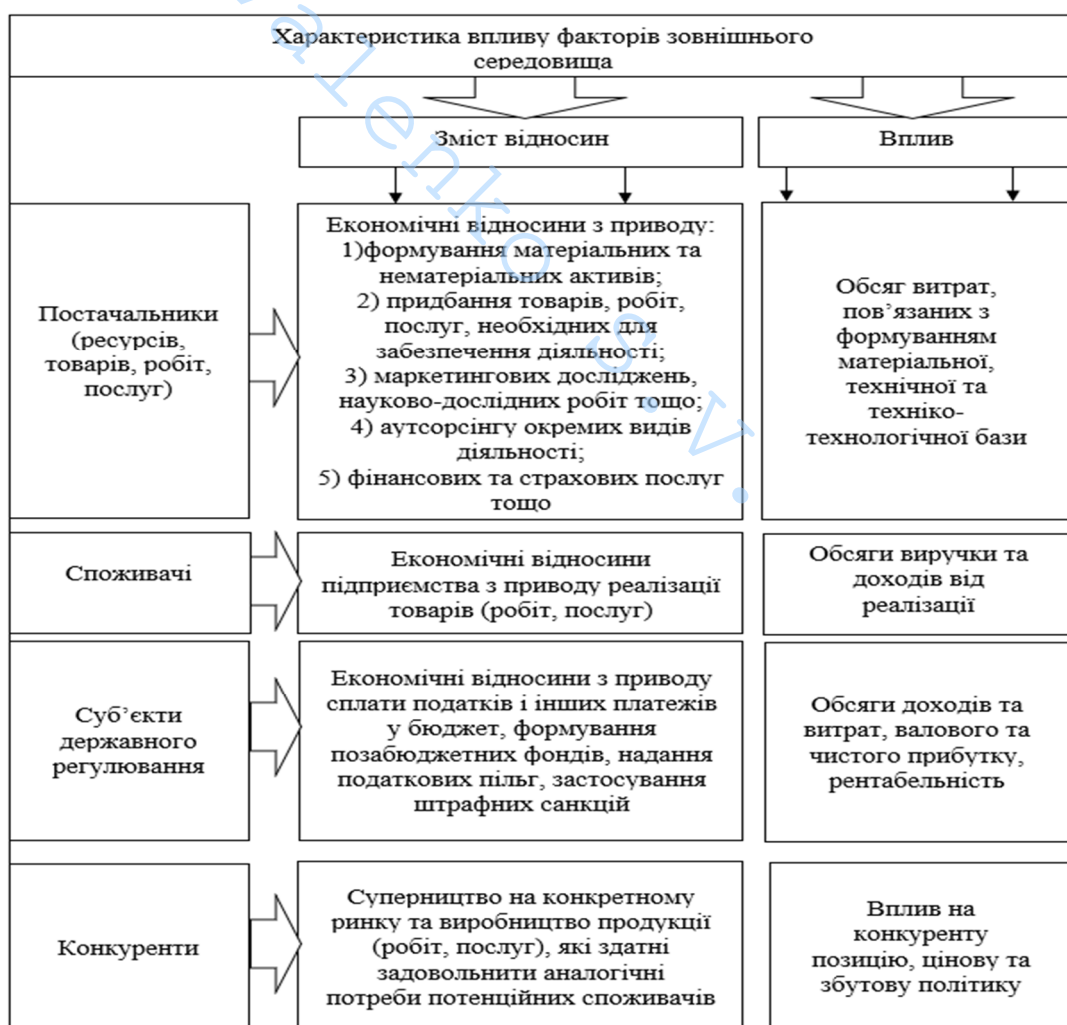 Характеристика впливу факторів зовнішнього
середовища
Зміст відносин
Вплив
Постачальники
(ресурсів,
товарів, робіт,
послуг)
Економічні відносини з приводу:
1)формування матеріальних та
нематеріальних активів;
2) придбання товарів, робіт,
послуг, необхідних для
забезпечення діяльності;
3) маркетингових досліджень,
науково-дослідних робіт тощо;
4) аутсорсінгу окремих видів
діяльності;
5) фінансових та страхових послуг
тощо
Обсяг витрат,
пов’язаних з
формуванням
матеріальної,
технічної та
техніко-
технологічної бази
Споживачі
Економічні відносини
підприємства з приводу реалізації
товарів (робіт, послуг)
Обсяги виручки та
доходів від
реалізації
Суб’єкти
державного
регулювання
Економічні відносини з приводу
сплати податків і інших платежів
у бюджет, формування
позабюджетних фондів, надання
податкових пільг, застосування
штрафних санкцій
Обсяги доходів та
витрат, валового та
чистого прибутку,
рентабельність
Конкуренти
Суперництво на конкретному
ринку та виробництво продукції
(робіт, послуг), які здатні
задовольнити аналогічні
потреби потенційних споживачів
Вплив на
конкуренту
позицію, цінову та
збутову політику
valenko s.v.